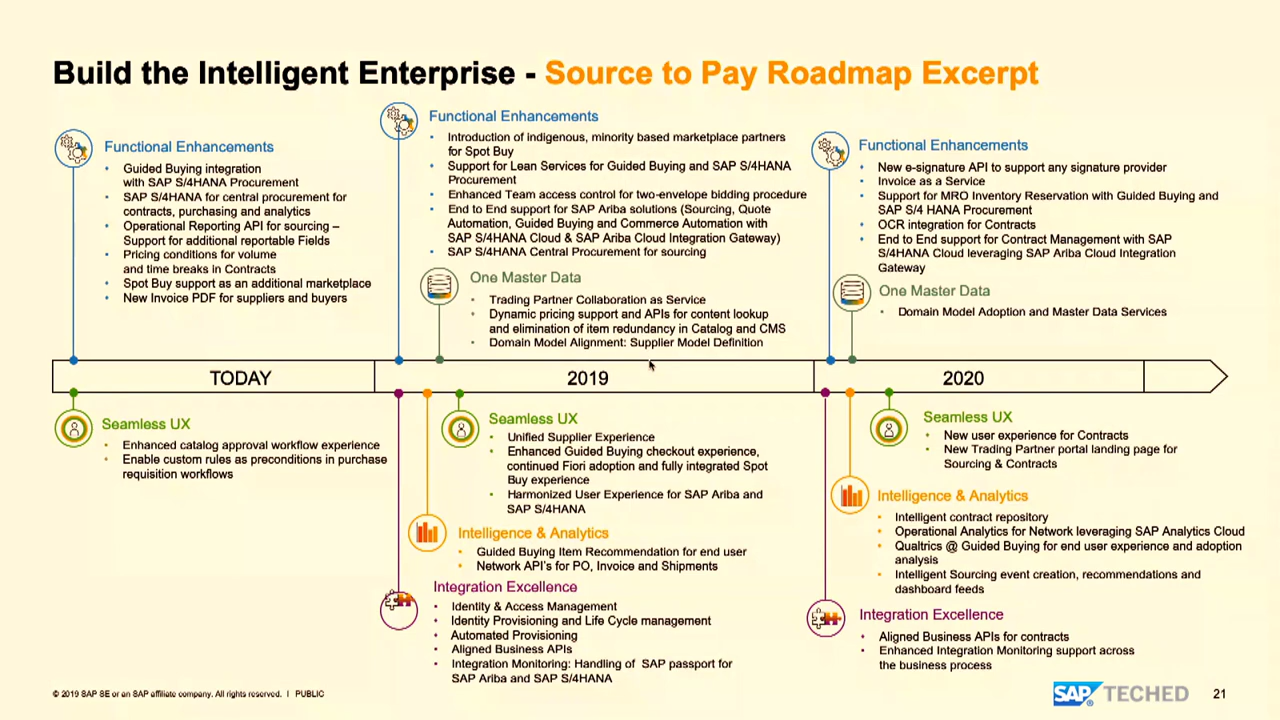 Build the Intelligent Enterprise - Source to Pay Roadmap Excerpt
Functional Enhancements
• Guided Buying integration
with SAP S/4HANA Procurement
• SAP S/4HANA for central procurement for
contracts, purchasing and analytics
• Operational Reporting API for sourcing –
Support for additional reportable Fields
• Pricing conditions for volume
and time breaks in Contracts
• Spot Buy support as an additional marketplace
• New Invoice PDF for suppliers and buyers
Functional Enhancements
• Introduction of indigenous, minority based marketplace partners
for Spot Buy
• Support for Lean Services for Guided Buying and SAP S/4HANA
Procurement
• Enhanced Team access control for two-envelope bidding procedure
• End to End support for SAP Ariba solutions (Sourcing, Quote
Automation, Guided Buying and Commerce Automation with
SAP S/4HANA Cloud & SAP Ariba Cloud Integration Gateway)
• SAP S/4HANA Central Procurement for sourcing
One Master Data
• Trading Partner Collaboration as Service
• Dynamic pricing support and APIs for content lookup
and elimination of item redundancy in Catalog and CMS
• Domain Model Alignment: Supplier Model Definition
Functional Enhancements
• New e-signature API to support any signature provider
• Invoice as a Service
• Support for MRO Inventory Reservation with Guided Buying and
SAP S/4 HANA Procurement
• OCR integration for Contracts
• End to End support for Contract Management with SAP
S/4HANA Cloud leveraging SAP Ariba Cloud Integration
Gateway
One Master Data
• Domain Model Adoption and Master Data Services
TODAY
2019
2020
Seamless UX
• Enhanced catalog approval workflow experience
• Enable custom rules as preconditions in purchase
requisition workflows
Seamless UX
• Unified Supplier Experience
• Enhanced Guided Buying checkout experience,
continued Fiori adoption and fully integrated Spot
Buy experience
• Harmonized User Experience for SAP Ariba and
SAP S/4HANA
Intelligence & Analytics
• Guided Buying Item Recommendation for end user
• Network API's for PO, Invoice and Shipments
Integration Excellence
• Identity & Access Management
• Identity Provisioning and Life Cycle management
• Automated Provisioning
• Aligned Business APIs
• Integration Monitoring: Handling of SAP passport for
SAP Ariba and SAP S/4HANA
Seamless UX
• New user experience for Contracts
• New Trading Partner portal landing page for
Sourcing & Contracts
Intelligence & Analytics
• Intelligent contract repository
• Operational Analytics for Network leveraging SAP Analytics Cloud
• Qualtrics @ Guided Buying for end user experience and adoption
analysis
• Intelligent Sourcing event creation, recommendations and
dashboard feeds
Integration Excellence
• Aligned Business APIs for contracts
• Enhanced Integration Monitoring support across
the business process
© 2019 SAP SE or an SAP affiliate company. All rights reserved. | PUBLIC
SAP TECHED
21